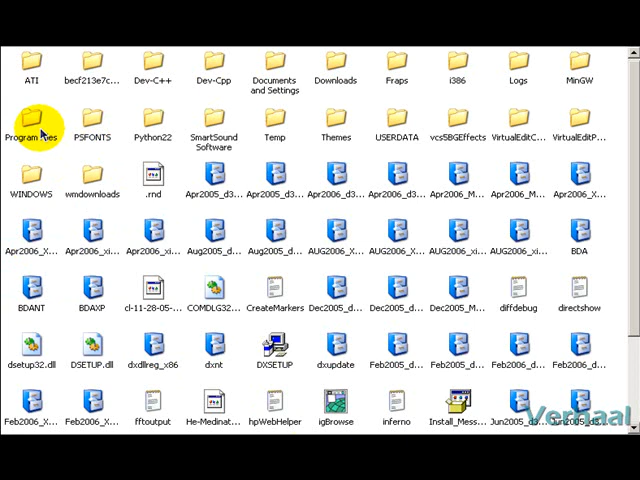 ATI
becf213e7c...
Dev-C++
Dev-Cpp
Documents
and Settings
Downloads
Fraps
i386
Logs
MinGW
Program Files
PSFONTS
Python22
SmartSound
Software
Temp
Themes
USERDATA
vcs5BGEffects
VirtualEditC...
VirtualEditP...
WINDOWS
wmdownloads
.rnd
Apr2005_d3...
Apr2005_d3...
Apr2006_d3...
Apr2006_d3...
Apr2006_M...
Apr2006_X...
Apr2006_X...
Apr2006_xi...
Apr2006_xi...
Aug2005_d...
Aug2005_d...
AUG2006_X...
AUG2006_X...
AUG2006_xi...
AUG2006_xi...
BDA
BDANT
BDAXP
cl-11-28-05-...
COMDLG32...
CreateMarkers
Dec2005_d...
Dec2005_d...
Dec2005_d...
diffdebug
directshow
dsetup32.dll
DSETUP.dll
dxdllreg_x86
dxnt
DXSETUP
dxupdate
Feb2005_d...
Feb2005_d...
Feb2006_d...
Feb2006_d...
Feb2006_X...
Feb2006_X...
fftoutput
He-Medinat...
hpWebHelper
igBrowse
inferno
Install_Mess...
Jun2005_d3...
Verhaal